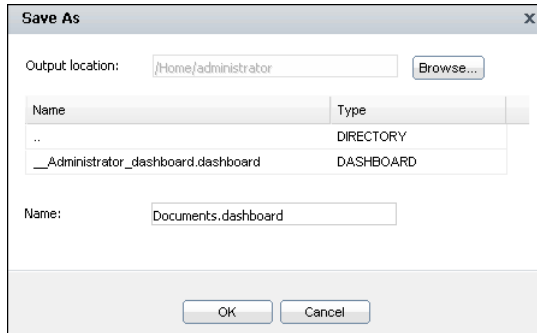 Save As x
Output location: /Home/administrator Browse...
Name Type
.. DIRECTORY
__Administrator_dashboard.dashboard DASHBOARD
Name: Documents.dashboard
OK Cancel